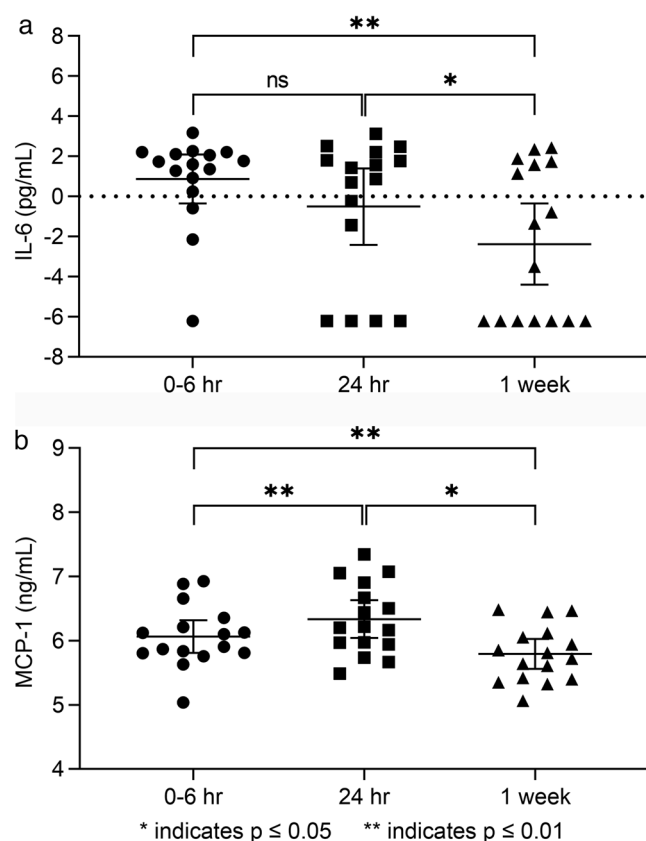 a
**
ns
*
8
6
4
2
0
-2
-4
-6
-8
IL-6 (pg/mL)
0-6 hr 24 hr 1 week
b
**
**
*
9
8
7
6
5
4
MCP-1 (ng/mL)
0-6 hr 24 hr 1 week
* indicates p ≤ 0.05 ** indicates p ≤ 0.01